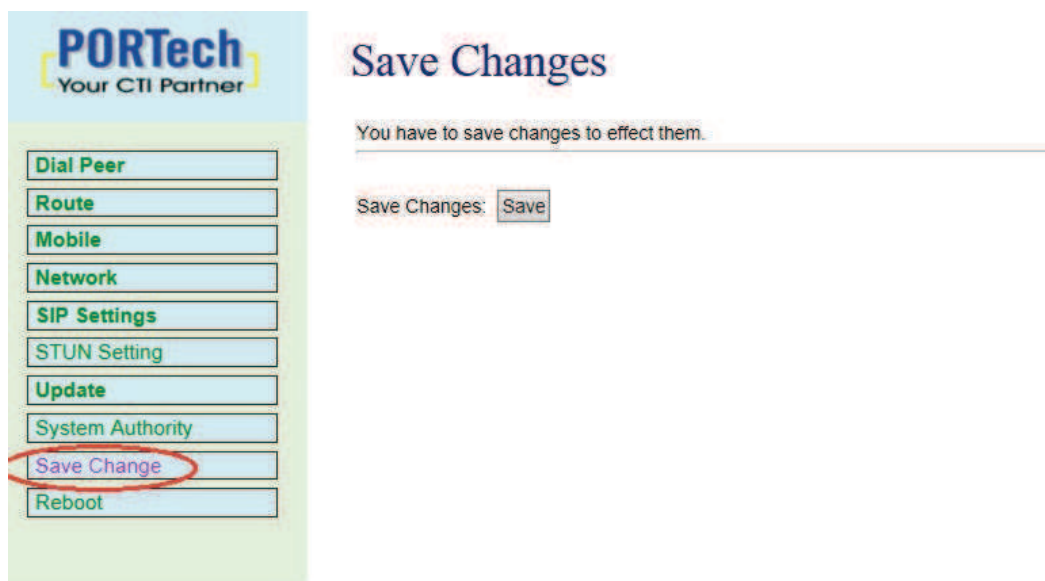 PORTech
Your CTI Partner
Dial Peer
Route
Mobile
Network
SIP Settings
STUN Setting
Update
System Authority
Save Change
Reboot
Save Changes
You have to save changes to effect them.
Save Changes: Save